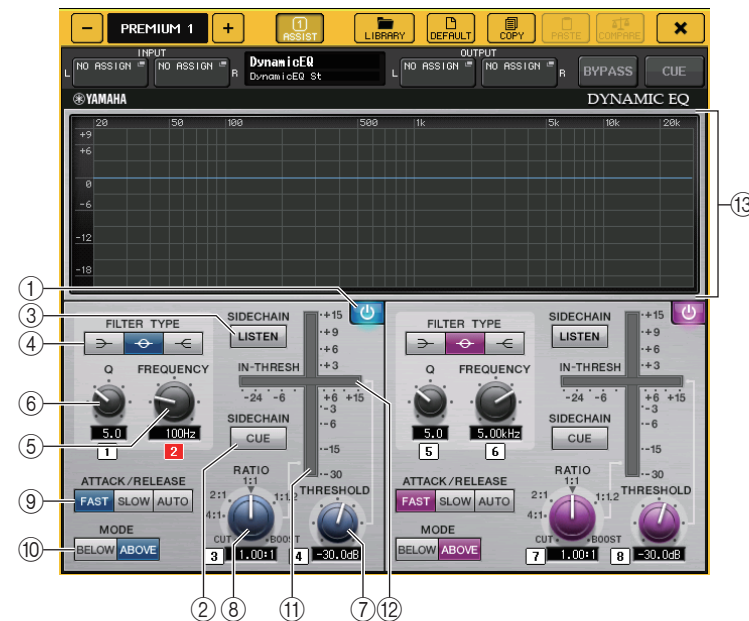 − PREMIUM 1 + 1 ASSIST LIBRARY DEFAULT COPY PASTE COMPARE ×
INPUT OUTPUT
L NO ASSIGN NO ASSIGN R DynamicEQ L NO ASSIGN NO ASSIGN R BYPASS CUE
DynamicEQ St
YAMAHA DYNAMIC EQ
20 50 100 500 1k 5k 10k 20k
+9
+6
0
-6
-12
-18
⑬
①
③
④
⑥
⑤
⑨
⑩
FILTER TYPE
Q FREQUENCY
5.0 100Hz
1 2
ATTACK/RELEASE
FAST SLOW AUTO
MODE
BELOW ABOVE
SIDECHAIN
LISTEN
IN-THRESH
-24 -6 +6 +15
SIDECHAIN
CUE
+15
+9
+6
+3
-3
-6
-15
-30
RATIO
1:1
2:1 1:1.2
4:1
CUT BOOST
3 1.00:1
THRESHOLD
4 -30.0dB
FILTER TYPE
Q FREQUENCY
5.0 5.00kHz
5 6
ATTACK/RELEASE
FAST SLOW AUTO
MODE
BELOW ABOVE
SIDECHAIN
LISTEN
IN-THRESH
-24 -6 +6 +15
SIDECHAIN
CUE
+15
+9
+6
+3
-3
-6
-15
-30
RATIO
1:1
2:1 1:1.2
4:1
CUT BOOST
7 1.00:1
THRESHOLD
8 -30.0dB
② ⑧ ⑪ ⑦ ⑫